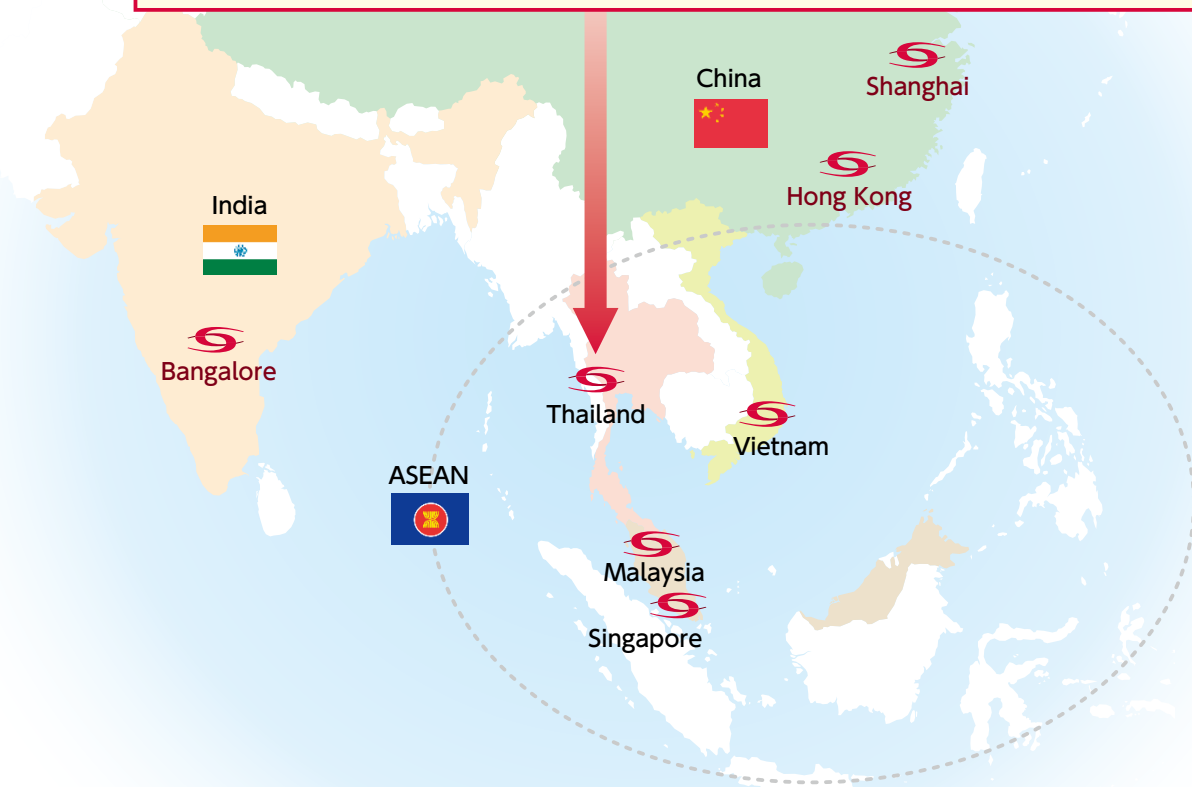 China
Shanghai
Hong Kong
India
Bangalore
Thailand
Vietnam
ASEAN
Malaysia
Singapore